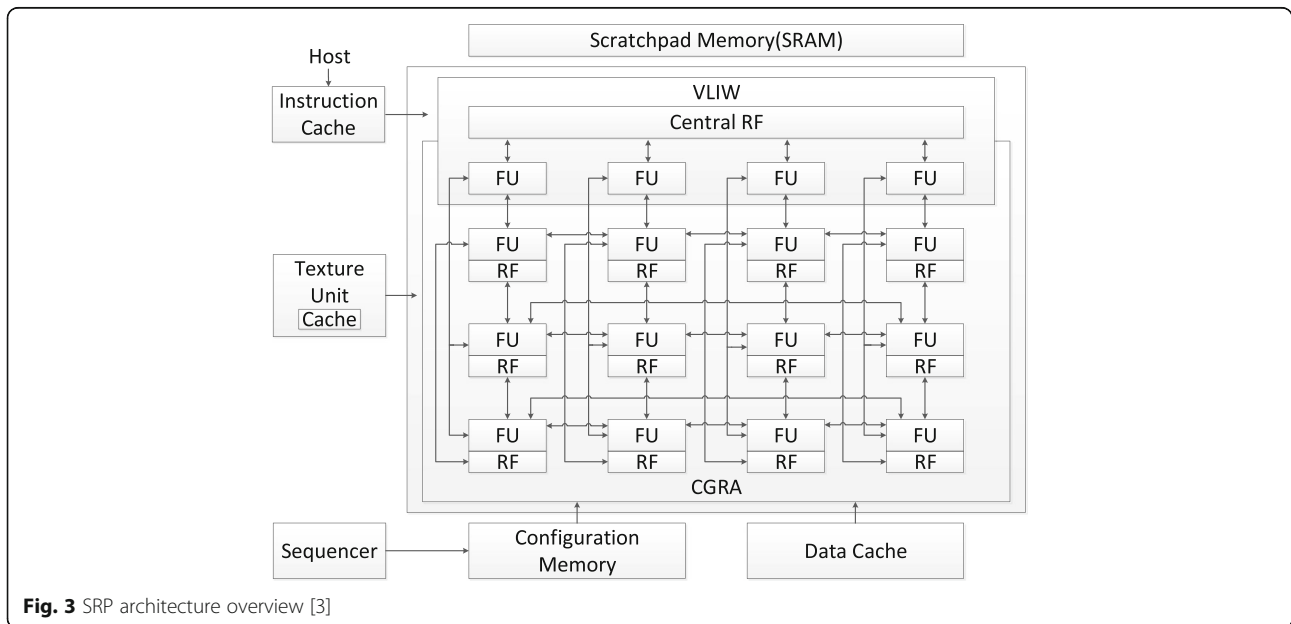 Scratchpad Memory(SRAM)
Host
Instruction
Cache
VLIW
Central RF
FU FU FU FU
FU FU FU FU
RF RF RF RF
Texture
Unit
Cache
FU FU FU FU
RF RF RF RF
FU FU FU FU
RF RF RF RF
CGRA
Sequencer
Configuration
Memory
Data Cache
Fig. 3 SRP architecture overview [3]